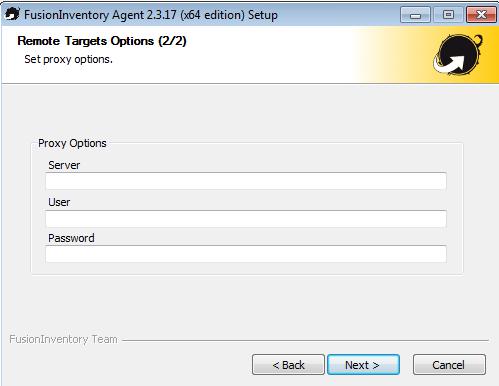 FusionInventory Agent 2.3.17 (x64 edition) Setup
Remote Targets Options (2/2)
Set proxy options.
Proxy Options
Server
User
Password
FusionInventory Team
< Back
Next >
Cancel